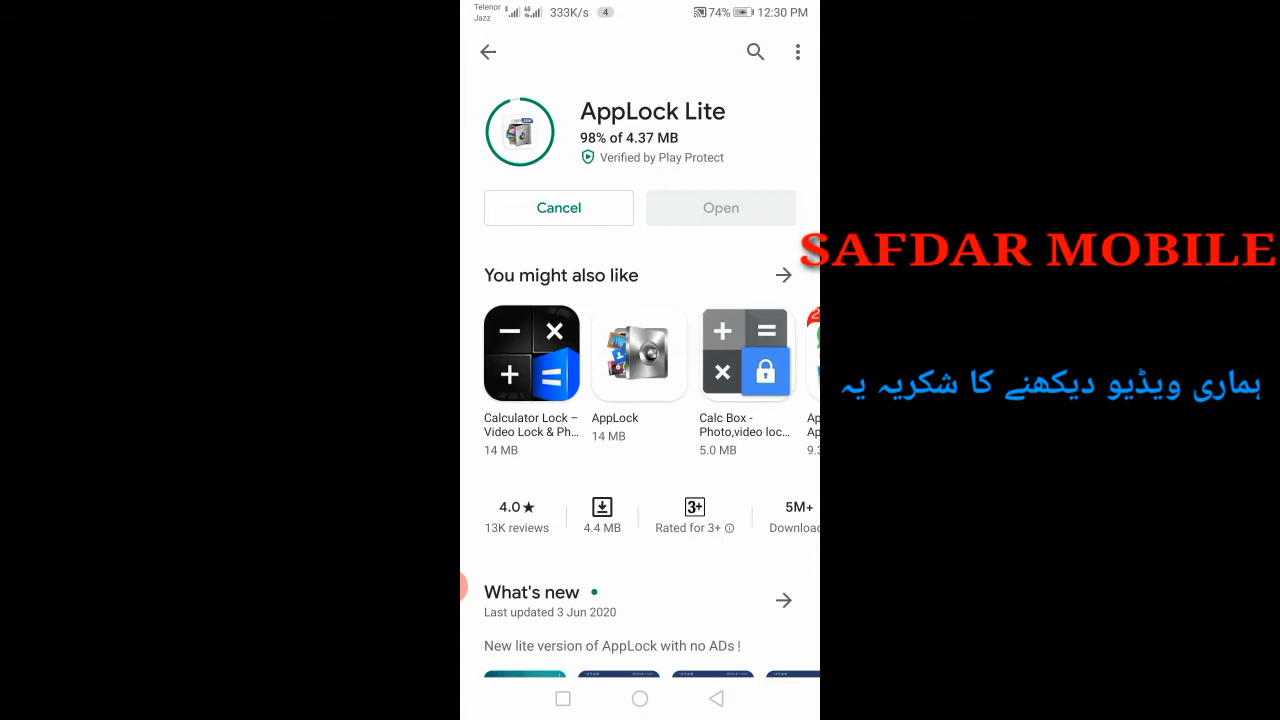 Telenor
Jazz
333K/s
4
74%
12:30 PM
AppLock Lite
98% of 4.37 MB
Verified by Play Protect
Cancel
Open
You might also like
Calculator Lock –
Video Lock & Ph...
14 MB
AppLock
14 MB
Calc Box -
Photo,video loc...
5.0 MB
4.0★
13K reviews
4.4 MB
3+
Rated for 3+
5M+
What's new
Last updated 3 Jun 2020
New lite version of AppLock with no ADs !
SAFDAR MOBILE
ہماری ویڈیو دیکھنے کا شکریہ یہ